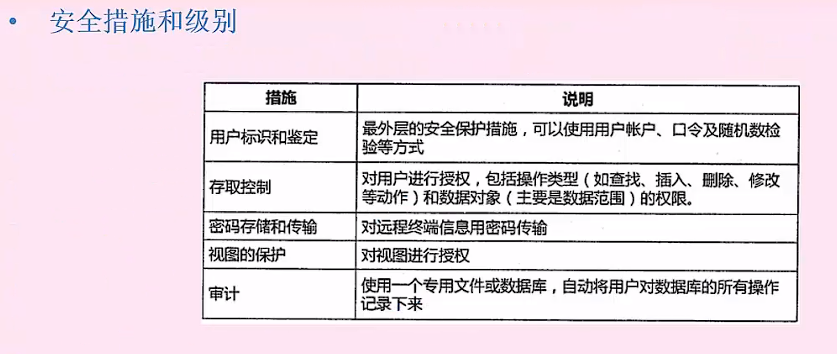 • 安全措施和级别
措施 说明
用户标识和鉴定 最外层的安全保护措施，可以使用用户帐户、口令及随机数检
验等方式
存取控制 对用户进行授权，包括操作类型（如查找、插入、删除、修改
等动作）和数据对象（主要是数据范围）的权限。
密码存储和传输 对远程终端信息用密码传输
视图的保护 对视图进行授权
审计 使用一个专用文件或数据库，自动将用户对数据库的所有操作
记录下来